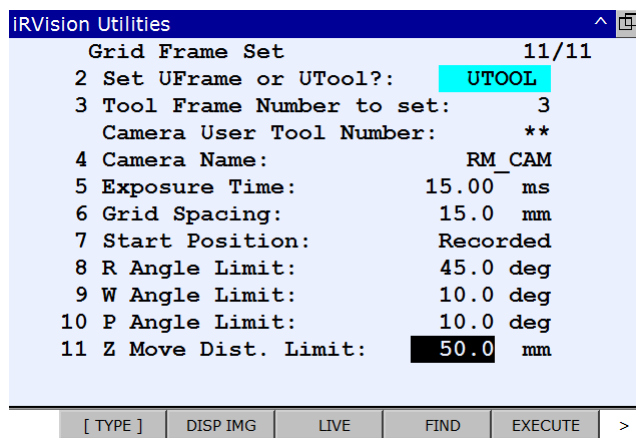 iRVision Utilities
Grid Frame Set 11/11
2 Set UFrame or UTool?: UTOOL
3 Tool Frame Number to set: 3
Camera User Tool Number: **
4 Camera Name: RM_CAM
5 Exposure Time: 15.00 ms
6 Grid Spacing: 15.0 mm
7 Start Position: Recorded
8 R Angle Limit: 45.0 deg
9 W Angle Limit: 10.0 deg
10 P Angle Limit: 10.0 deg
11 Z Move Dist. Limit: 50.0 mm
[ TYPE ] DISP IMG LIVE FIND EXECUTE >